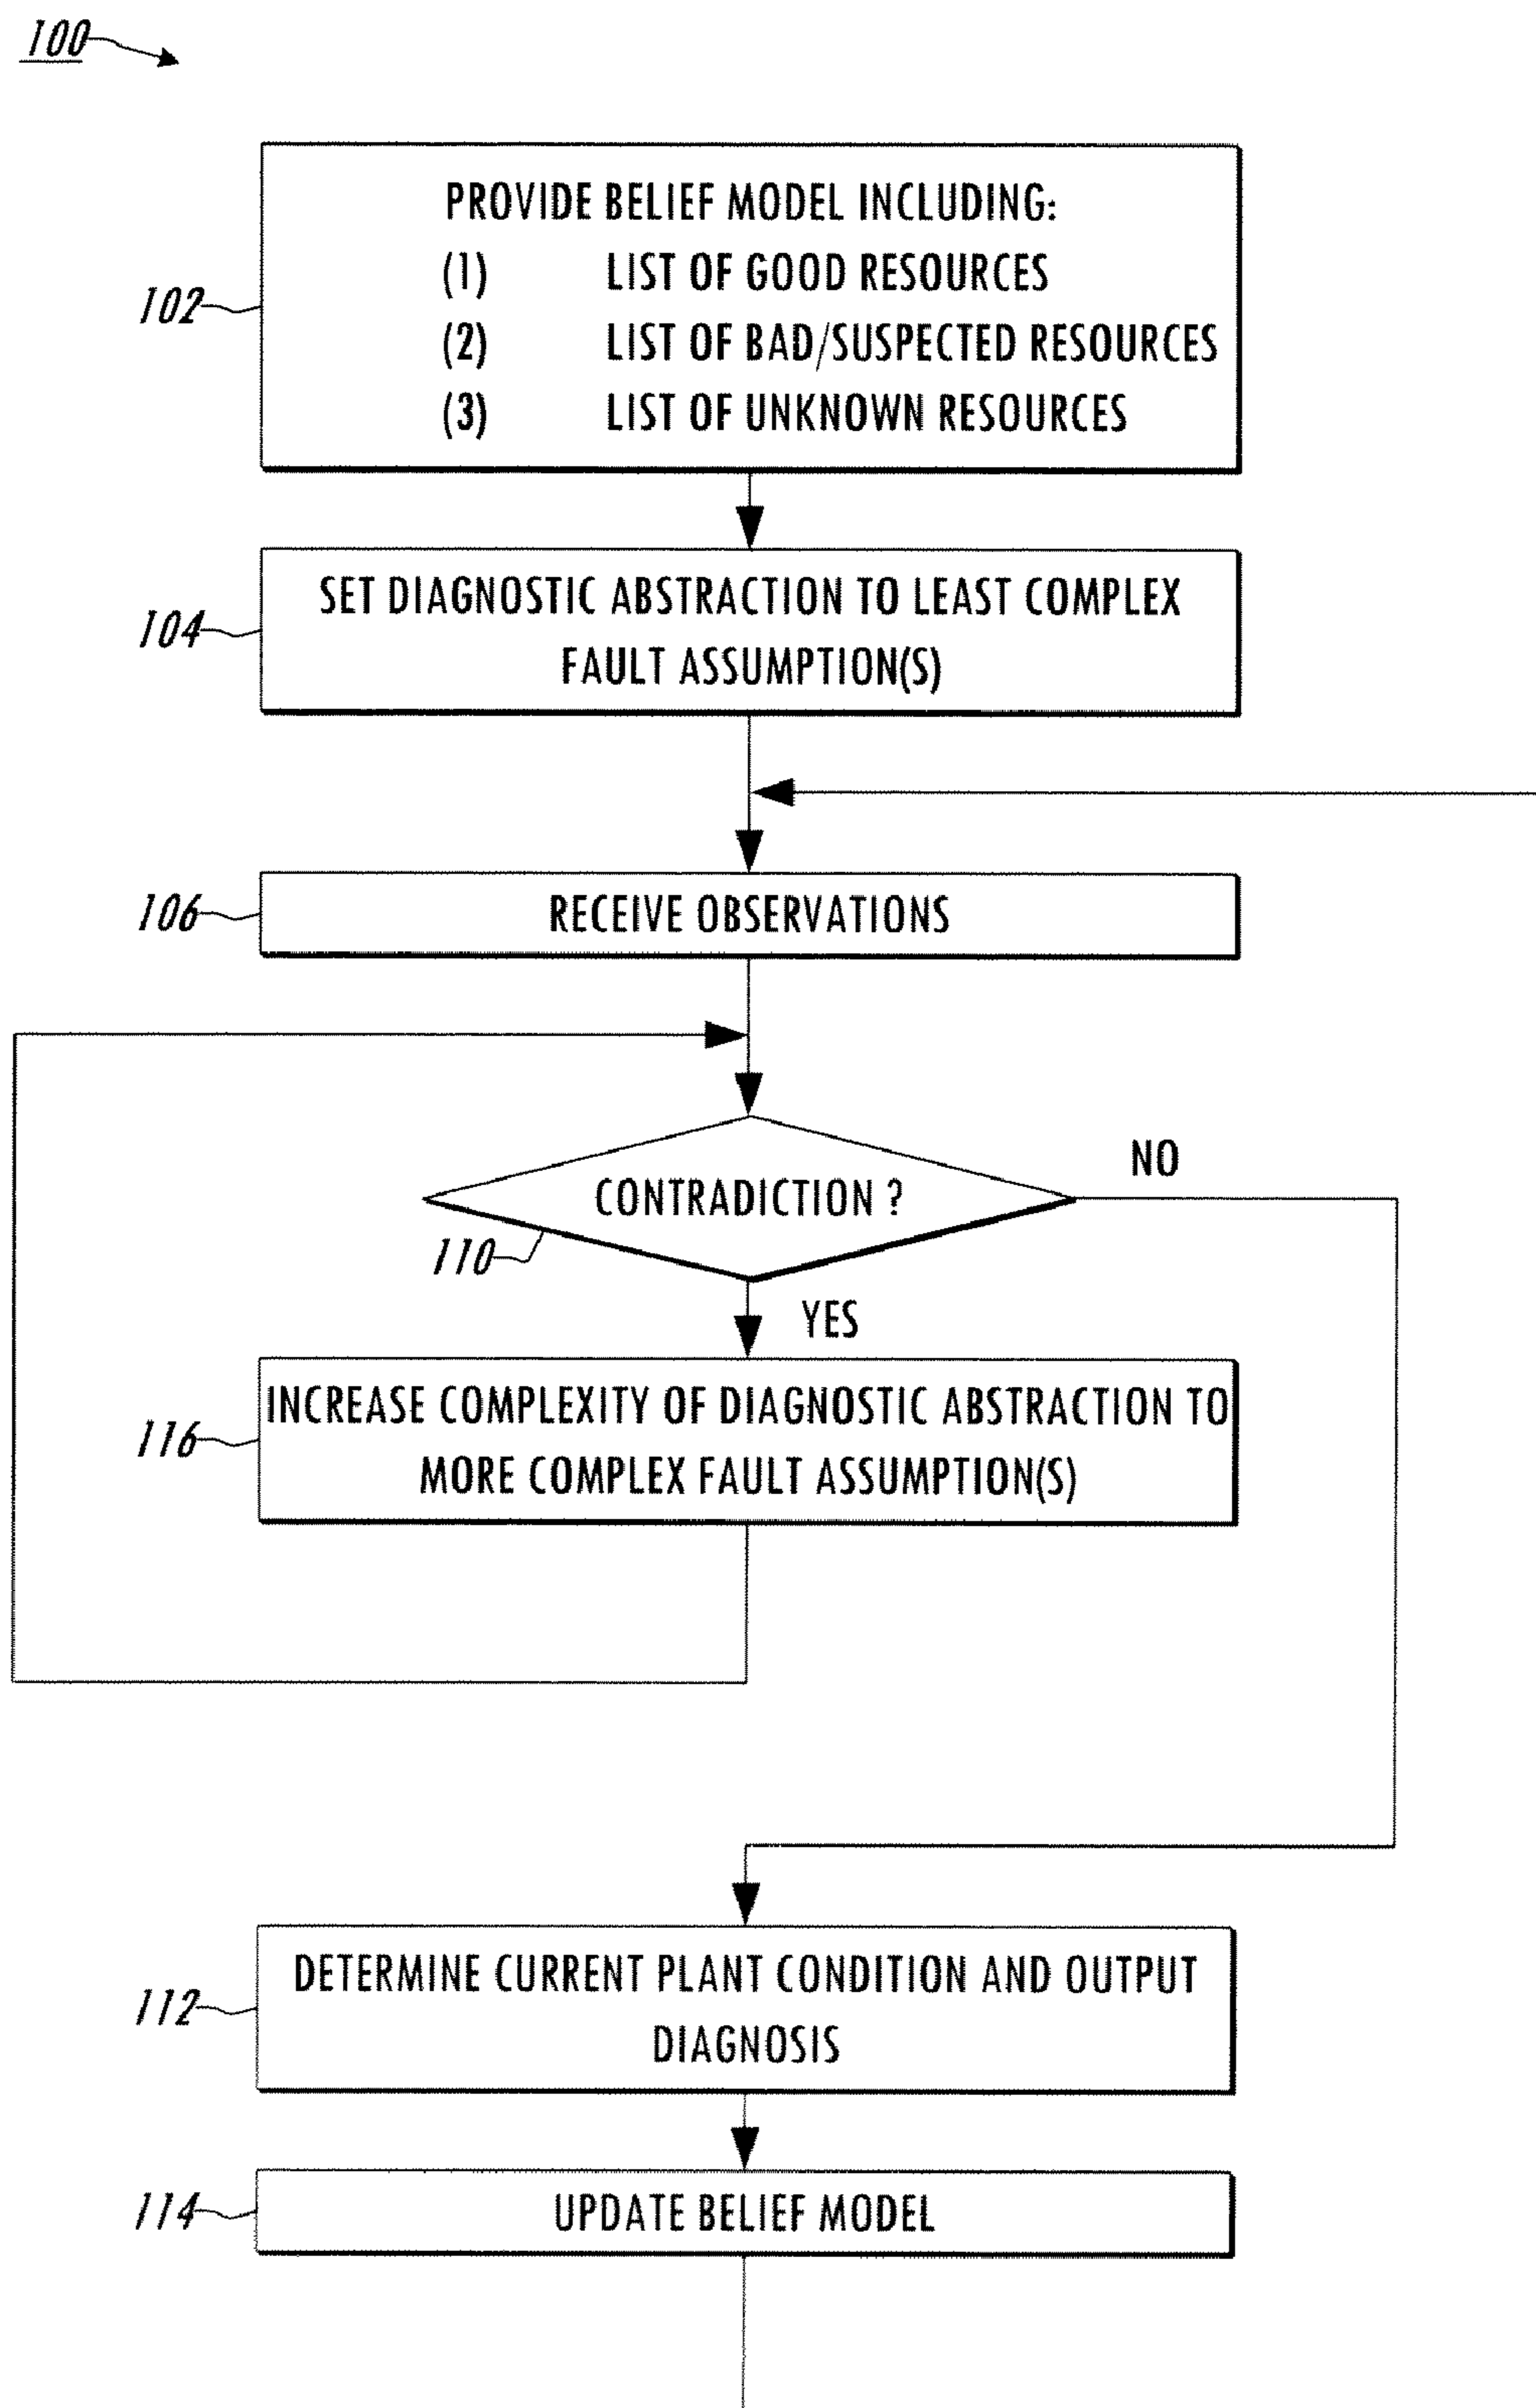 100
PROVIDE BELIEF MODEL INCLUDING:
(1) LIST OF GOOD RESOURCES
(2) LIST OF BAD/SUSPECTED RESOURCES
(3) LIST OF UNKNOWN RESOURCES
102
SET DIAGNOSTIC ABSTRACTION TO LEAST COMPLEX
FAULT ASSUMPTION(S)
104
RECEIVE OBSERVATIONS
106
CONTRADICTION ?
NO
110
YES
INCREASE COMPLEXITY OF DIAGNOSTIC ABSTRACTION TO
MORE COMPLEX FAULT ASSUMPTION(S)
116
DETERMINE CURRENT PLANT CONDITION AND OUTPUT
DIAGNOSIS
112
UPDATE BELIEF MODEL
114